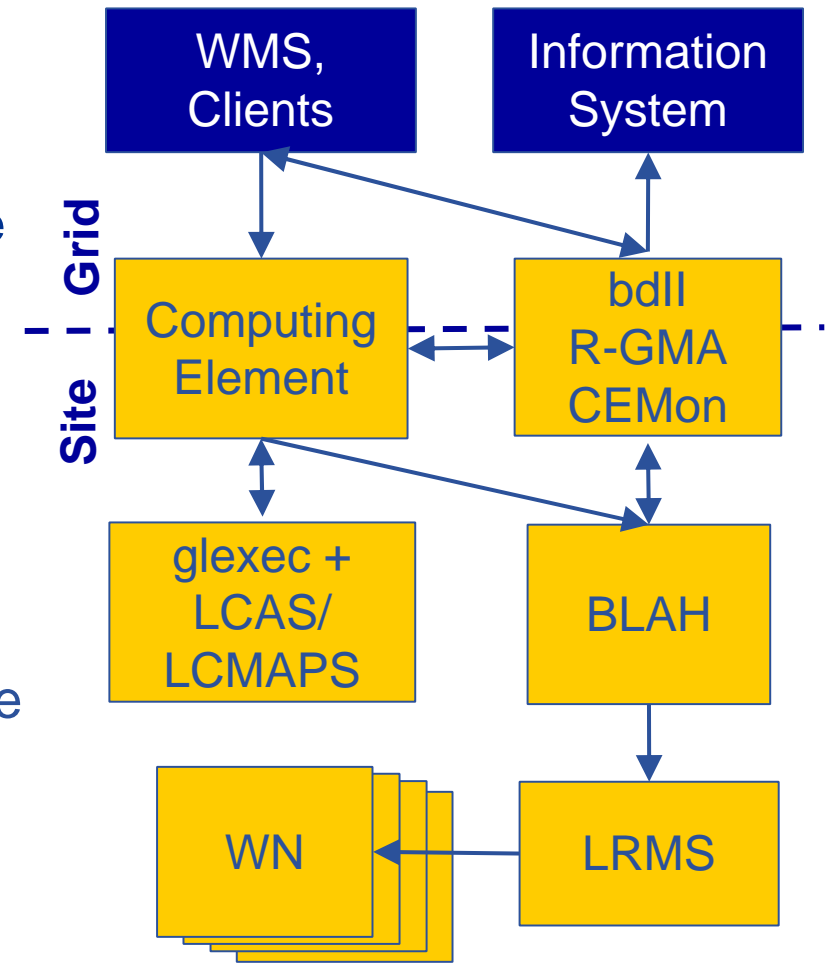 WMS,
Clients
Information
System
e
Grid
Computing
Element
bdII
R-GMA
CEMon
Site
glexec +
LCAS/
LCMAPS
BLAH
e
WN
LRMS